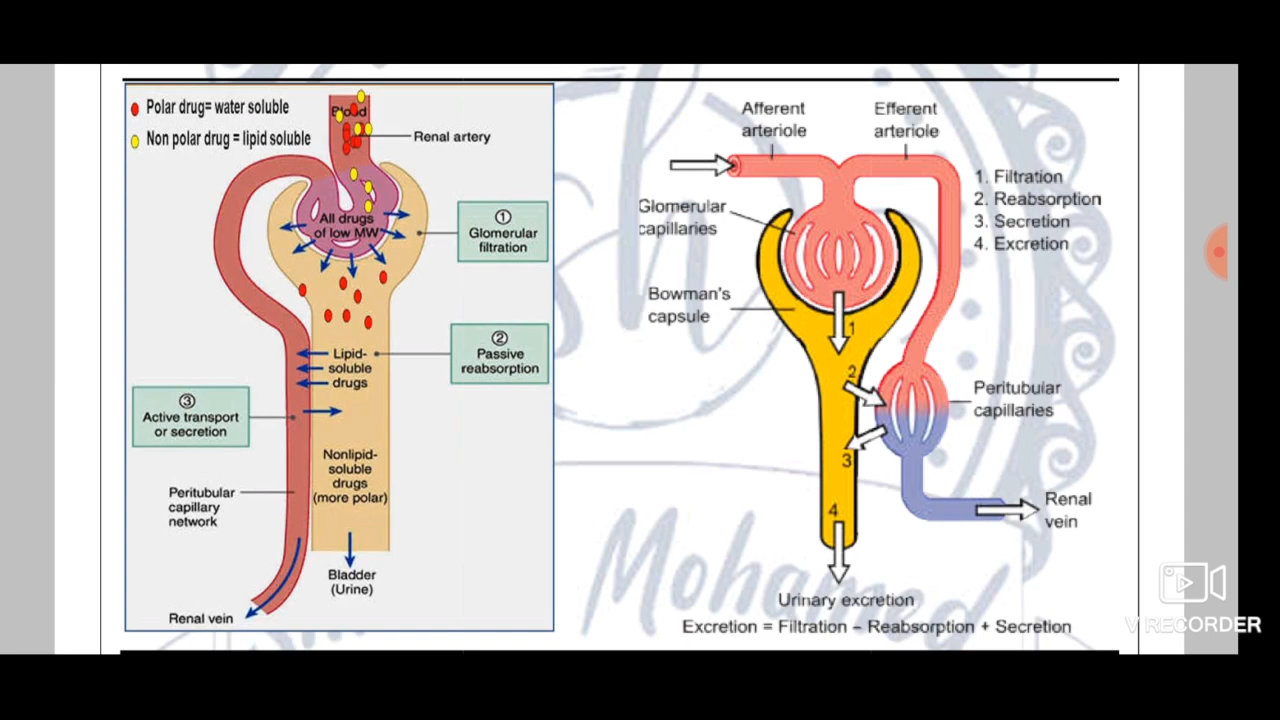 Polar drug= water soluble
Non polar drug = lipid soluble
Blood
Renal artery
All drugs
of low MW
①
Glomerular
filtration
②
Passive
reabsorption
Lipid-
soluble
drugs
③
Active transport
or secretion
Nonlipid-
soluble
drugs
(more polar)
Peritubular
capillary
network
Bladder
(Urine)
Renal vein
Afferent
arteriole
Efferent
arteriole
1. Filtration
2. Reabsorption
3. Secretion
4. Excretion
Glomerular
capillaries
Bowman's
capsule
1
2
3
4
Peritubular
capillaries
Renal
vein
Urinary excretion
Excretion = Filtration – Reabsorption + Secretion
Mohamed
V RECORDER